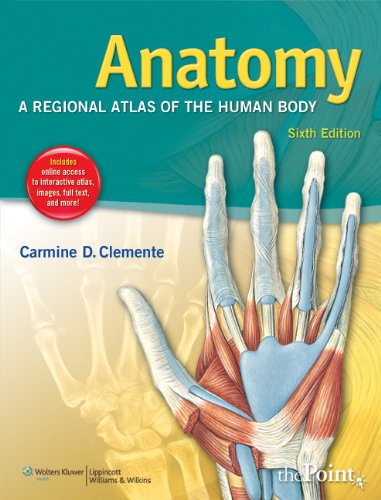 Anatomy
A REGIONAL ATLAS OF THE HUMAN BODY
Sixth Edition
Includes
online access
to interactive atlas,
images, full text,
and more!
Carmine D. Clemente
Wolters Kluwer
Health
Lippincott
Williams & Wilkins
thePoint